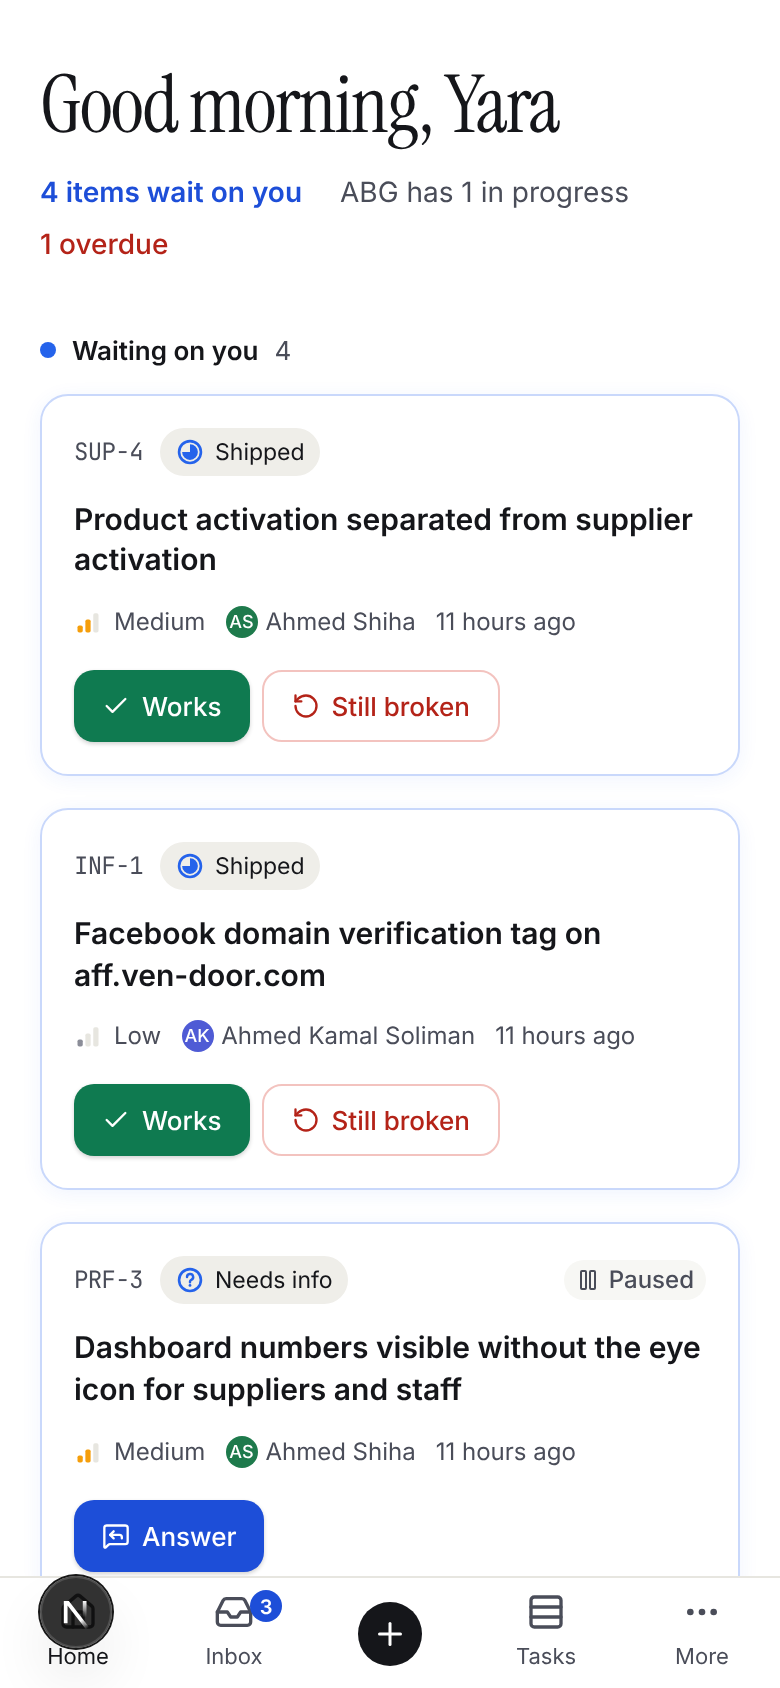 Good morning, Yara
4 items wait on you ABG has 1 in progress
1 overdue
Waiting on you 4
SUP-4 Shipped
Product activation separated from supplier
activation
Medium AS Ahmed Shiha 11 hours ago
Works Still broken
INF-1 Shipped
Facebook domain verification tag on
aff.ven-door.com
Low AK Ahmed Kamal Soliman 11 hours ago
Works Still broken
PRF-3 Needs info Paused
Dashboard numbers visible without the eye
icon for suppliers and staff
Medium AS Ahmed Shiha 11 hours ago
Answer
N 3
Home Inbox Tasks More